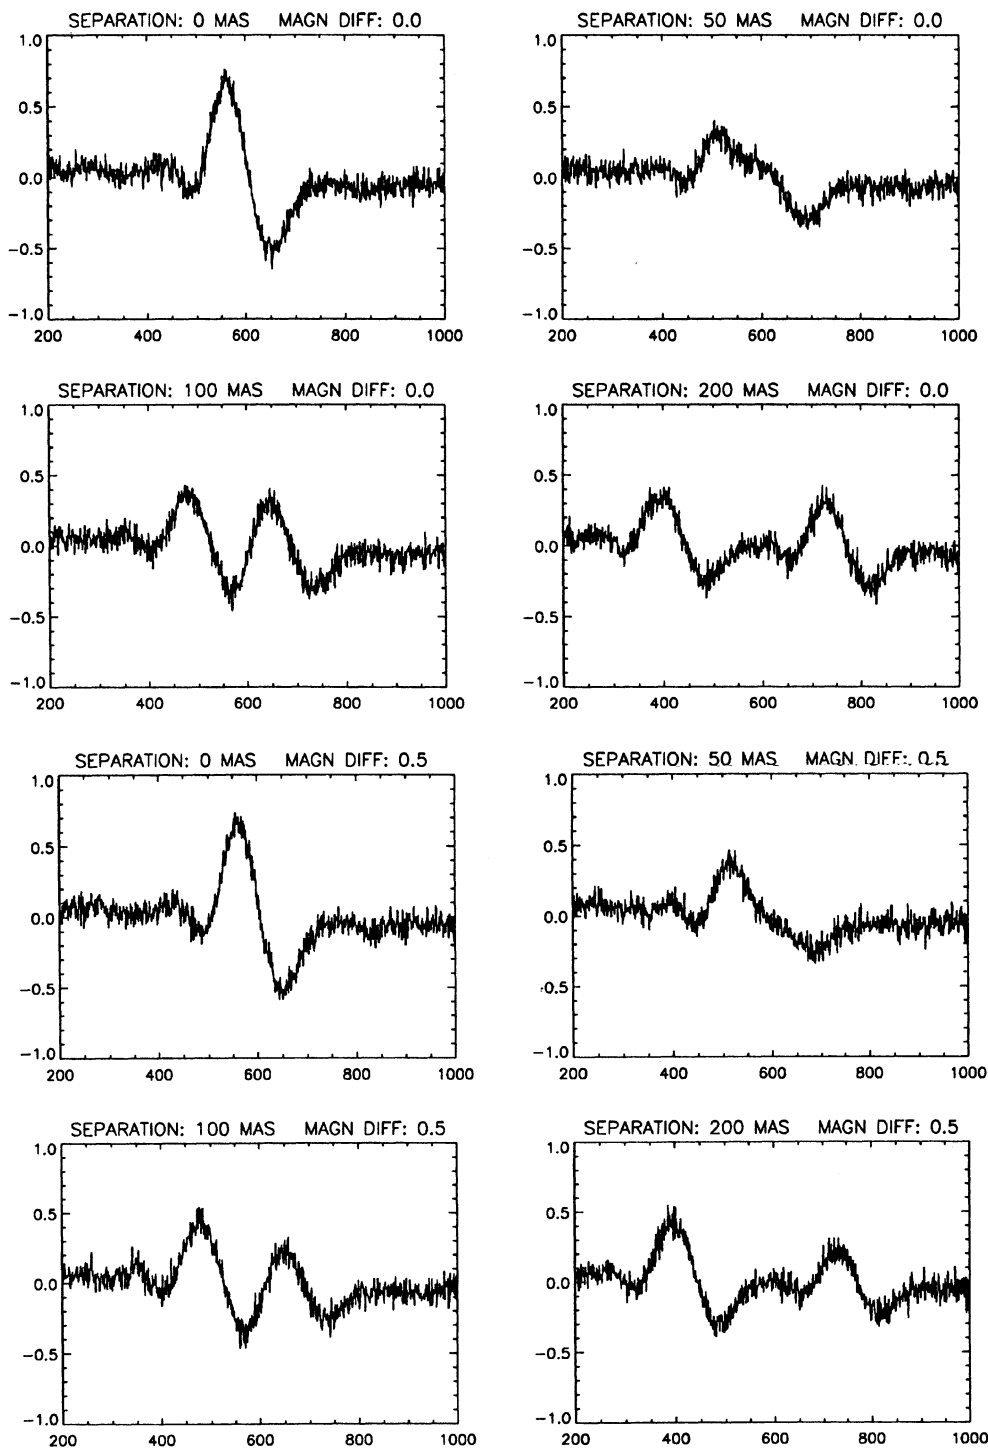 SEPARATION: 0 MAS MAGN DIFF: 0.0
1.0
0.5
0.0
−0.5
−1.0
200 400 600 800 1000
SEPARATION: 50 MAS MAGN DIFF: 0.0
1.0
0.5
0.0
−0.5
−1.0
200 400 600 800 1000
SEPARATION: 100 MAS MAGN DIFF: 0.0
1.0
0.5
0.0
−0.5
−1.0
200 400 600 800 1000
SEPARATION: 200 MAS MAGN DIFF: 0.0
1.0
0.5
0.0
−0.5
−1.0
200 400 600 800 1000
SEPARATION: 0 MAS MAGN DIFF: 0.5
1.0
0.5
0.0
−0.5
−1.0
200 400 600 800 1000
SEPARATION: 50 MAS MAGN DIFF: 0.5
1.0
0.5
0.0
−0.5
−1.0
200 400 600 800 1000
SEPARATION: 100 MAS MAGN DIFF: 0.5
1.0
0.5
0.0
−0.5
−1.0
200 400 600 800 1000
SEPARATION: 200 MAS MAGN DIFF: 0.5
1.0
0.5
0.0
−0.5
−1.0
200 400 600 800 1000